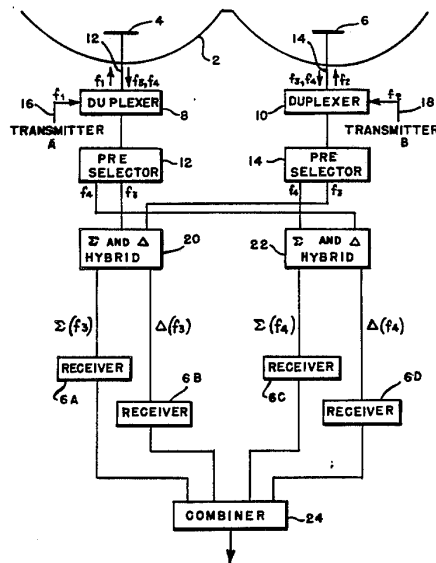 4
6
12
2
14
f1
f3,f4
f3,f4
f2
16
f1
DUPLEXER
8
10
DUPLEXER
f2
18
TRANSMITTER
A
TRANSMITTER
B
PRE
SELECTOR
12
14
PRE
SELECTOR
f4
f3
f4
f3
Σ AND Δ
HYBRID
20
22
Σ AND Δ
HYBRID
Σ(f3)
Δ(f3)
Σ(f4)
Δ(f4)
RECEIVER
6A
6B
RECEIVER
RECEIVER
6C
6D
RECEIVER
COMBINER
24